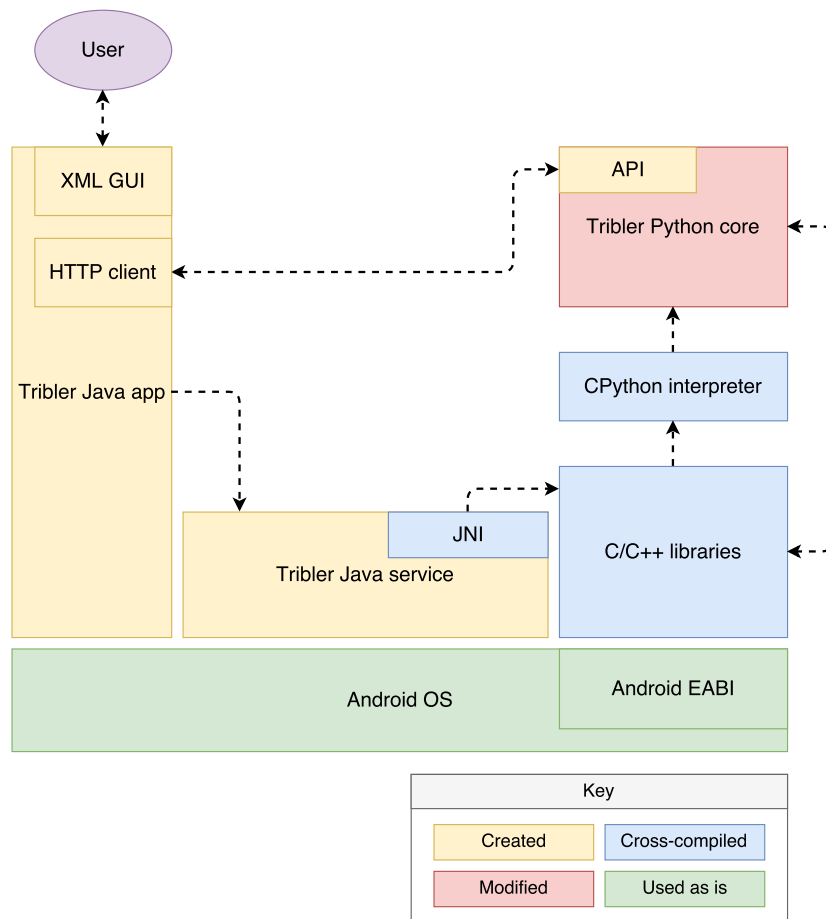 User
XML GUI
API
Tribler Python core
HTTP client
CPython interpreter
Tribler Java app
JNI
C/C++ libraries
Tribler Java service
Android EABI
Android OS
Key
Created
Cross-compiled
Modified
Used as is